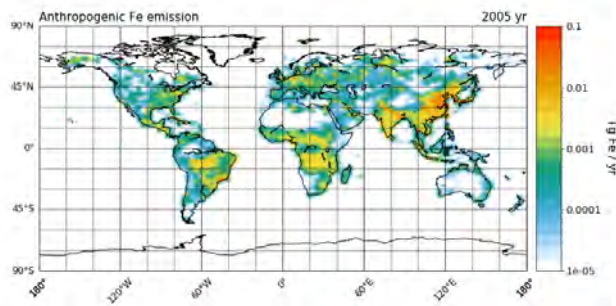 Anthropogenic Fe emission 2005 yr
90°N
45°N
0°
45°S
90°S
180° 120°W 60°W 0° 60°E 120°E 180°
0.1
0.01
0.001
0.0001
1e-05
Fe / yr